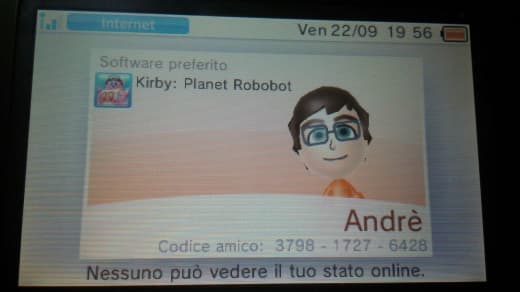 Internet
Ven 22/09 19 56
Software preferito
Kirby: Planet Robobot
Andrè
Codice amico: 3798 - 1727 - 6428
Nessuno può vedere il tuo stato online.